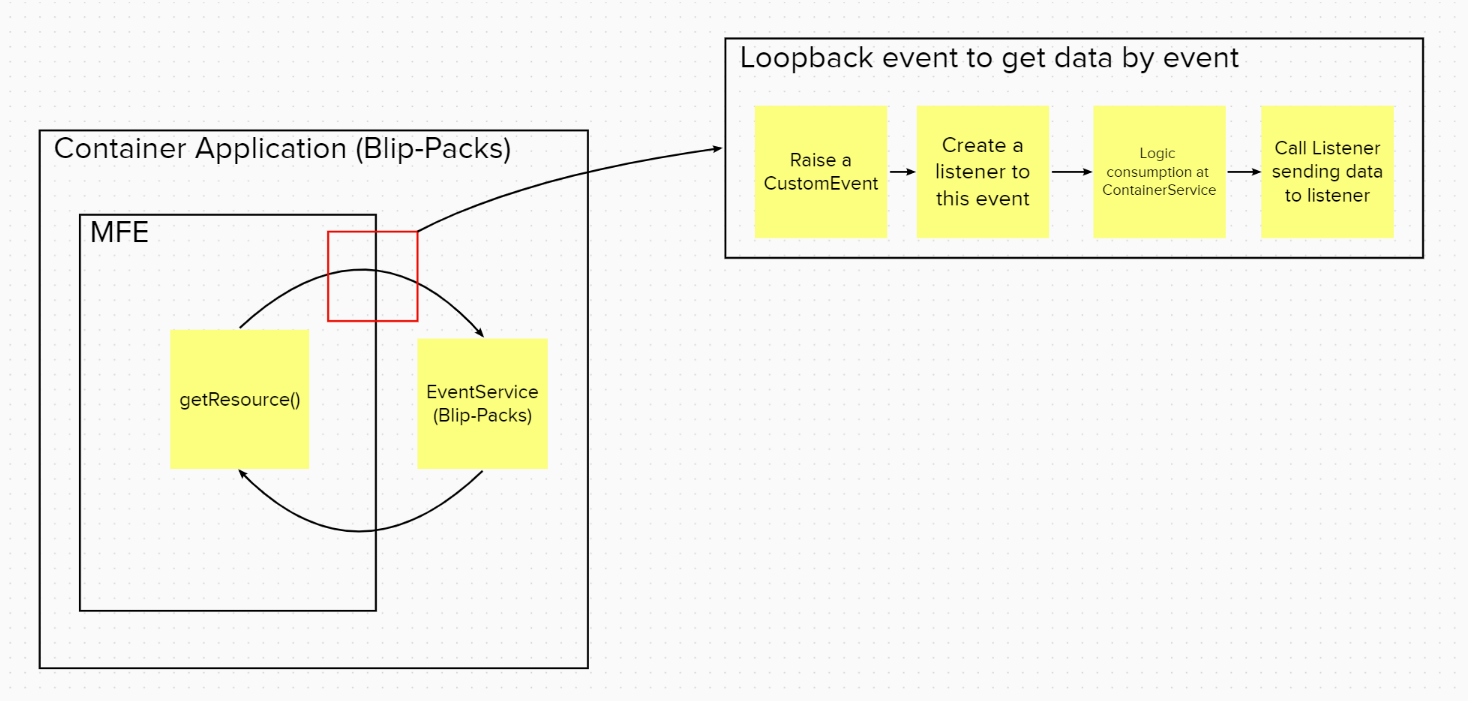 Loopback event to get data by event
Raise a
CustomEvent
Create a
listener to
this event
Logic
consumption at
ContainerService
Call Listener
sending data
to listener
Container Application (Blip-Packs)
MFE
getResource()
EventService
(Blip-Packs)